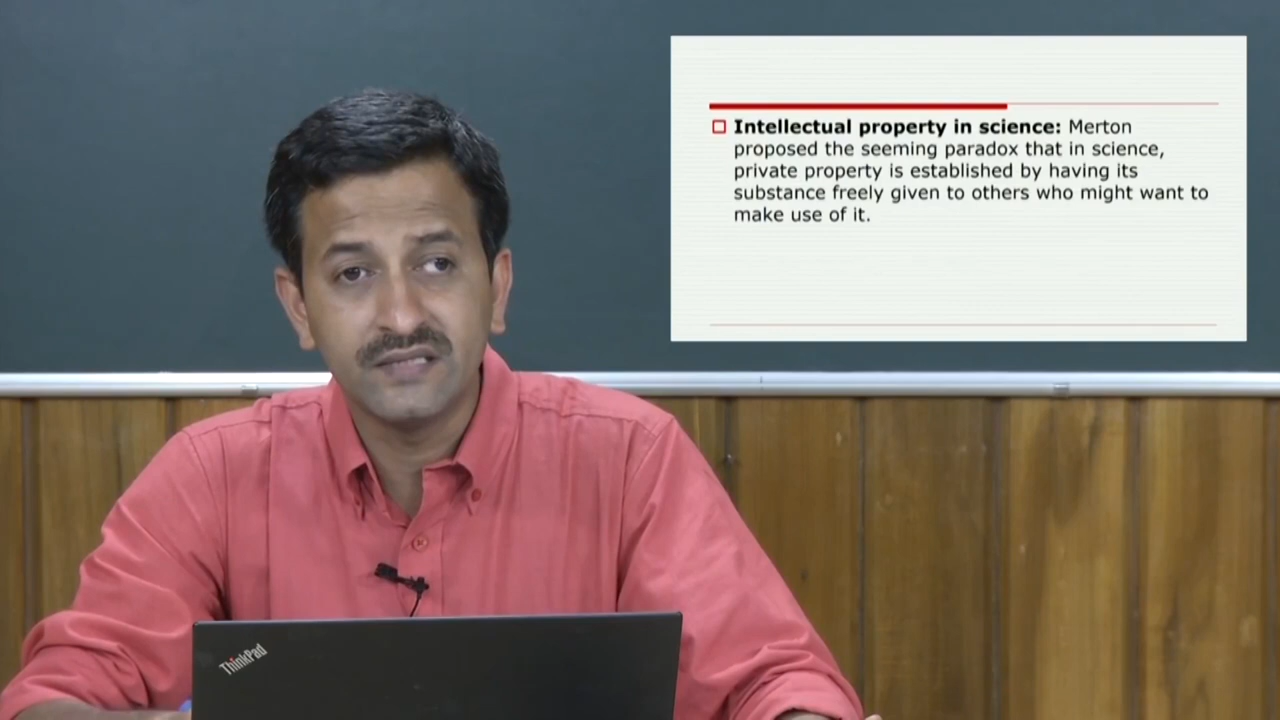 Intellectual property in science: Merton
proposed the seeming paradox that in science,
private property is established by having its
substance freely given to others who might want to
make use of it.
ThinkPad